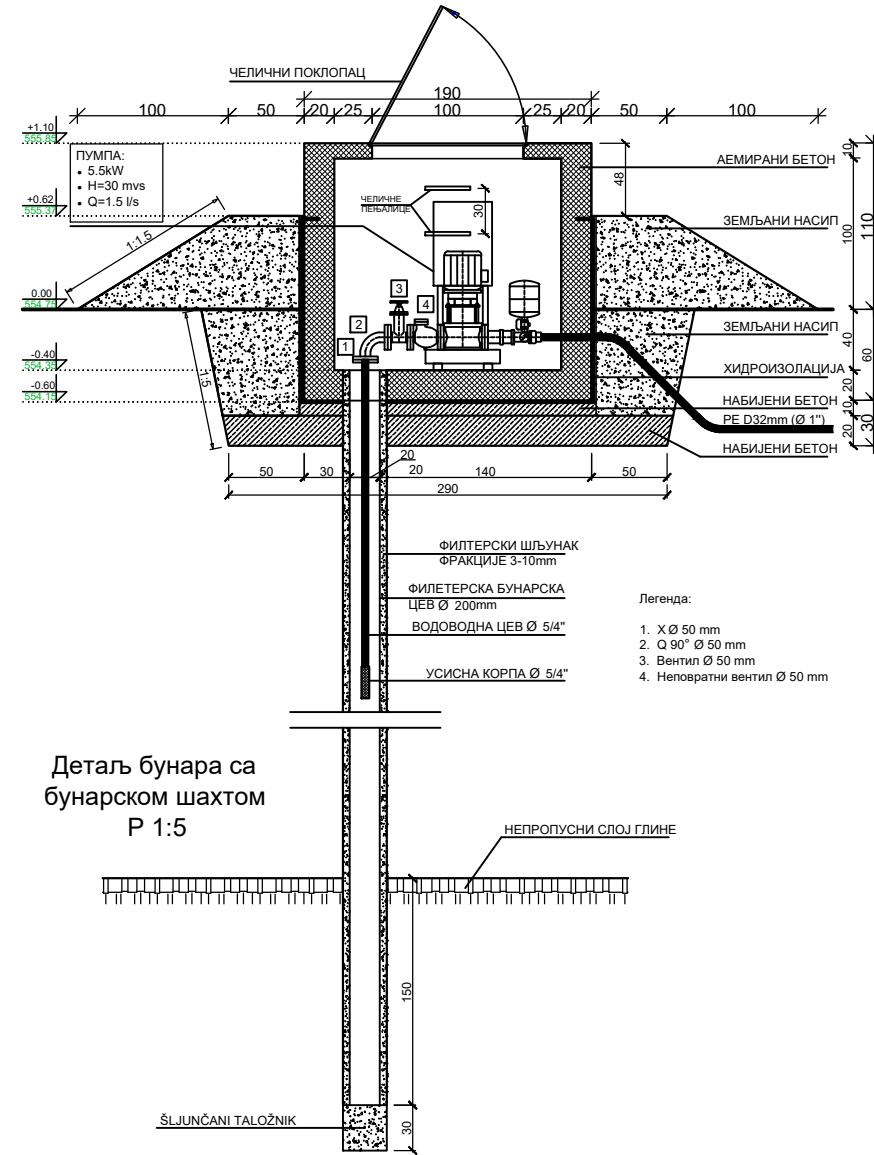 ЧЕЛИЧНИ ПОКЛОПАЦ
190
100 50 20 25 100 25 20 50 100
+1.10
555.85
ПУМПА:
• 5.5kW
• H=30 mvs
• Q=1.5 l/s
10
АЕМИРАНИ БЕТОН
48
+0.62
555.37
ЧЕЛИЧНЕ
ПЕЊАЛИЦЕ
30
ЗЕМЉАНИ НАСИП
100
110
1:1.5
0.00
554.75
3
4
2
1
ЗЕМЉАНИ НАСИП
40
60
-0.40
554.35
ХИДРОИЗОЛАЦИЈА
20
1:5
-0.60
554.15
НАБИЈЕНИ БЕТОН
10
PE D32mm (Ø 1")
20
30
НАБИЈЕНИ БЕТОН
20
50 30 20 140 50
290
ФИЛТЕРСКИ ШЉУНАК
ФРАКЦИЈЕ 3-10mm
ФИЛЕТЕРСКА БУНАРСКА
ЦЕВ Ø 200mm
ВОДОВОДНА ЦЕВ Ø 5/4"
УСИСНА КОРПА Ø 5/4"
Легенда:
1. X Ø 50 mm
2. Q 90° Ø 50 mm
3. Вентил Ø 50 mm
4. Неповратни вентил Ø 50 mm
Детаљ бунара са
бунарском шахтом
Р 1:5
НЕПРОПУСНИ СЛОЈ ГЛИНЕ
150
ŠLJUNČANI TALOŽNIK
30